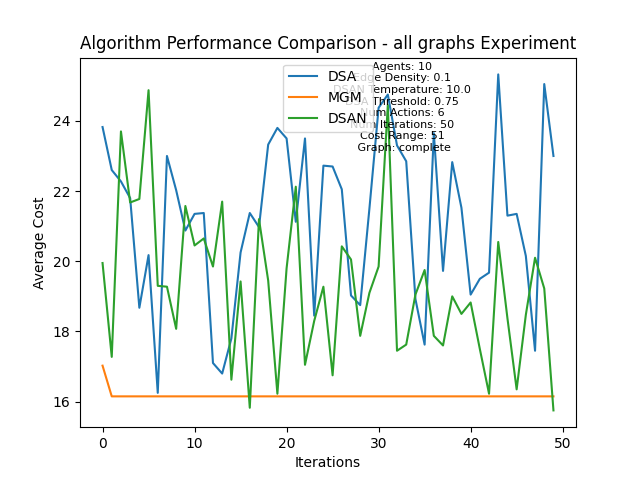 Algorithm Performance Comparison - all graphs Experiment
Agents: 10
Edge Density: 0.1
DSAN Temperature: 10.0
Threshold: 0.75
Num Actions: 6
Num Iterations: 50
Cost Range: 51
Graph: complete
DSA
MGM
DSAN
Average Cost
24
22
20
18
16
0
10
20
30
40
50
Iterations